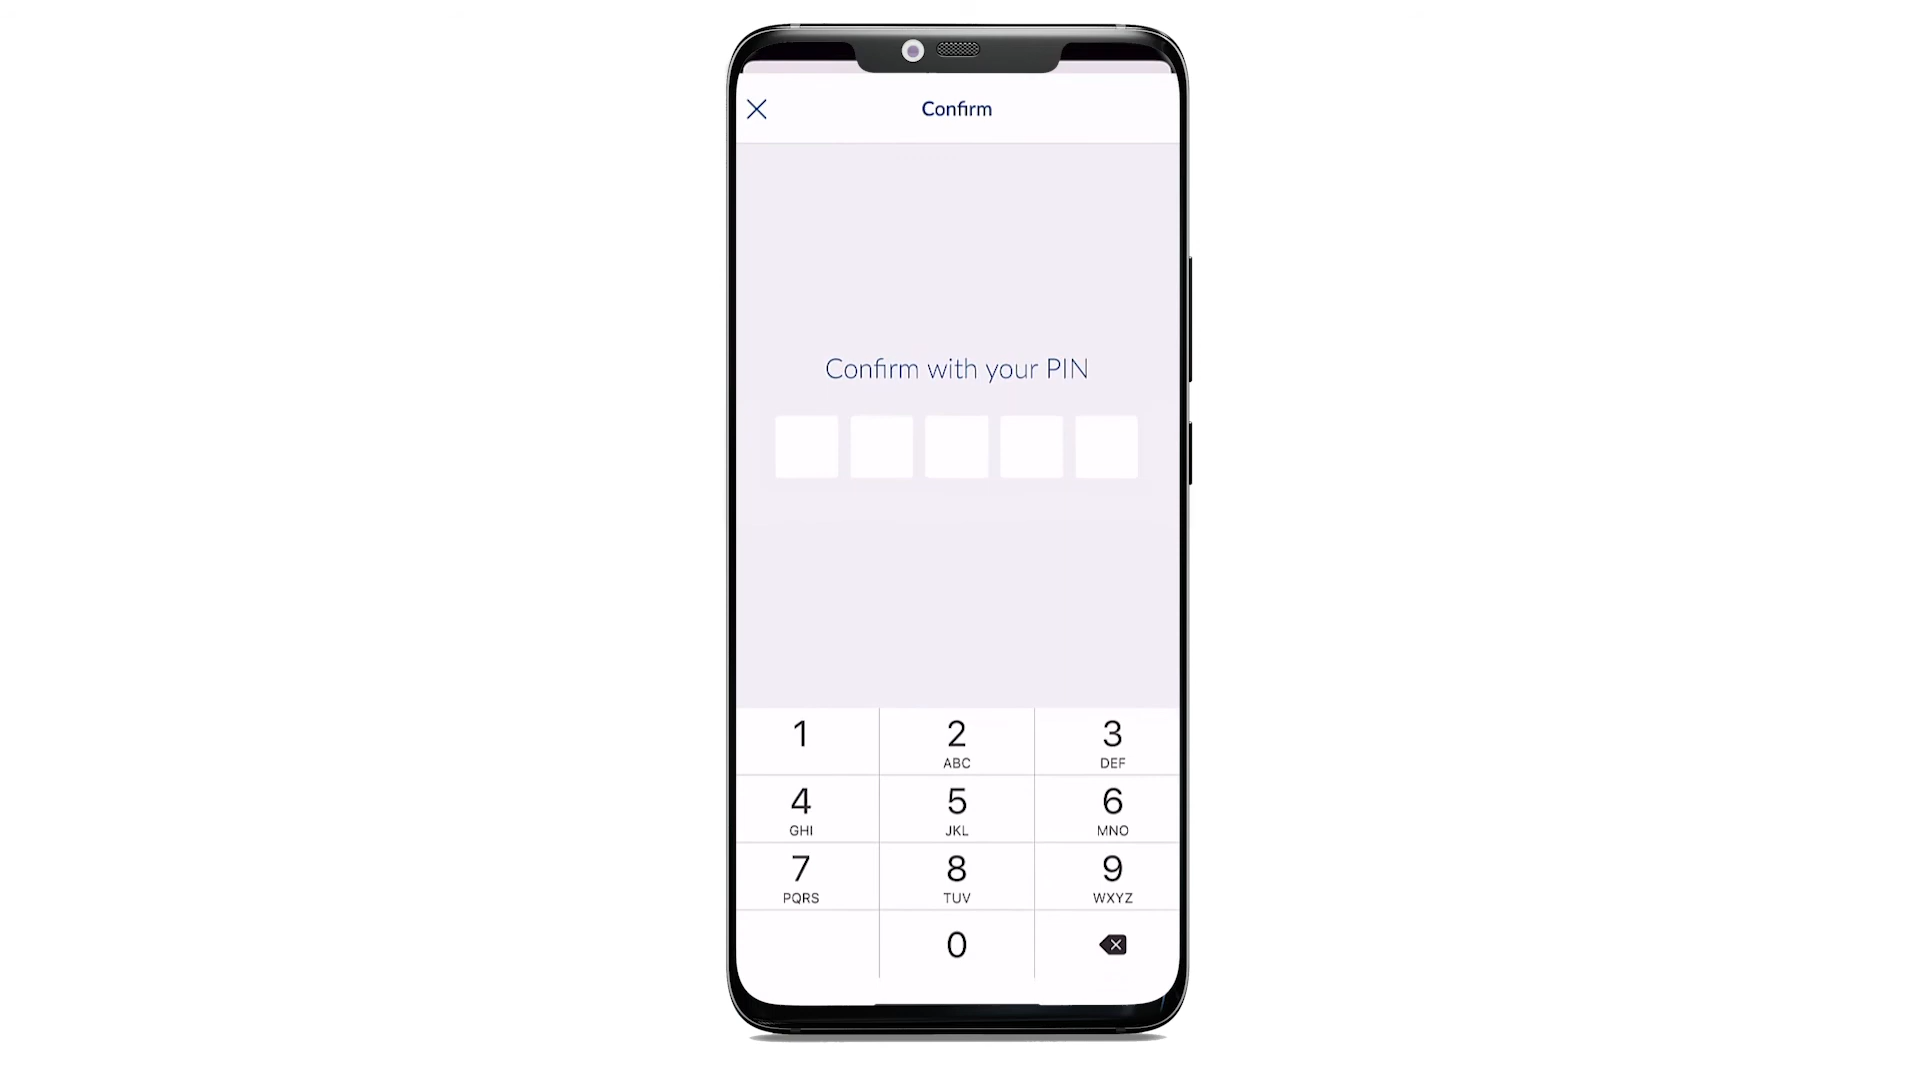 Confirm
Confirm with your PIN
1 2 3
ABC DEF
4 5 6
GHI JKL MNO
7 8 9
PQRS TUV WXYZ
0